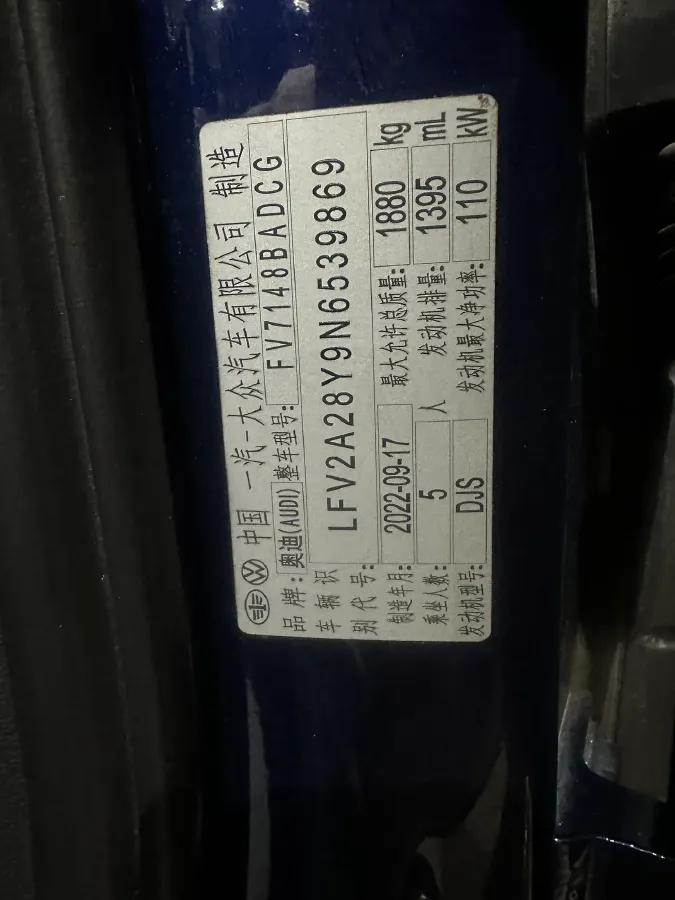 中国 一汽-大众汽车有限公司 制造
品牌: 奥迪(AUDI) 整车型号: FV7148BADCG
车辆识别代号: LFV2A28Y9N6539869
制造年月: 2022-09-17 最大允许总质量: 1880 kg
乘坐人数: 5 人 发动机排量: 1395 mL
发动机型号: DJS 发动机最大净功率: 110 kW